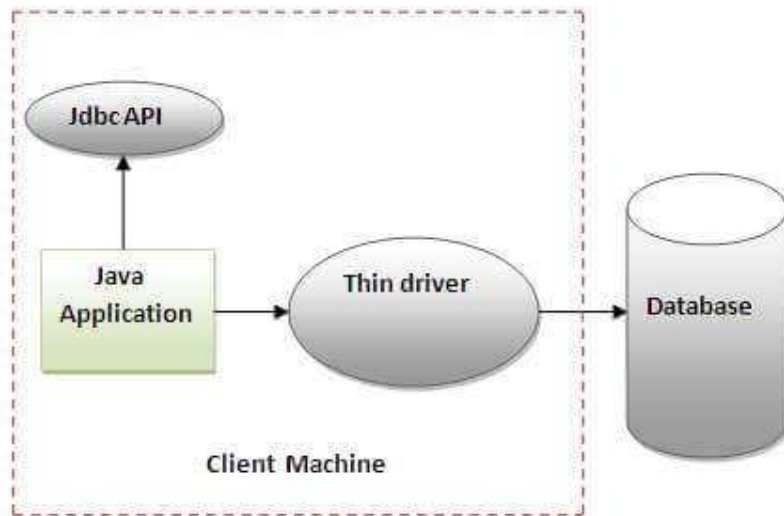 Jdbc API
Java
Application
Thin driver
Database
Client Machine